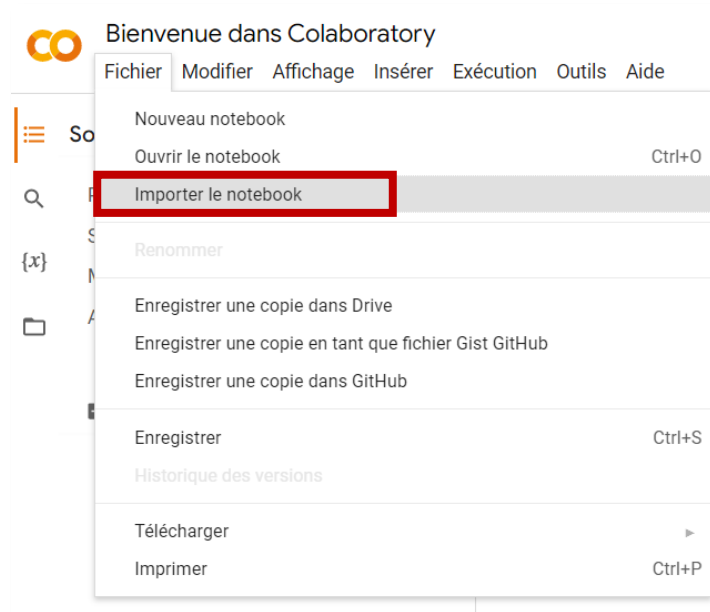 Bienvenue dans Colaboratory
Fichier Modifier Affichage Insérer Exécution Outils Aide
So
Nouveau notebook
Ouvrir le notebook Ctrl+O
Importer le notebook
Renommer
{x}
Enregistrer une copie dans Drive
Enregistrer une copie en tant que fichier Gist GitHub
Enregistrer une copie dans GitHub
Enregistrer Ctrl+S
Historique des versions
Télécharger ►
Imprimer Ctrl+P